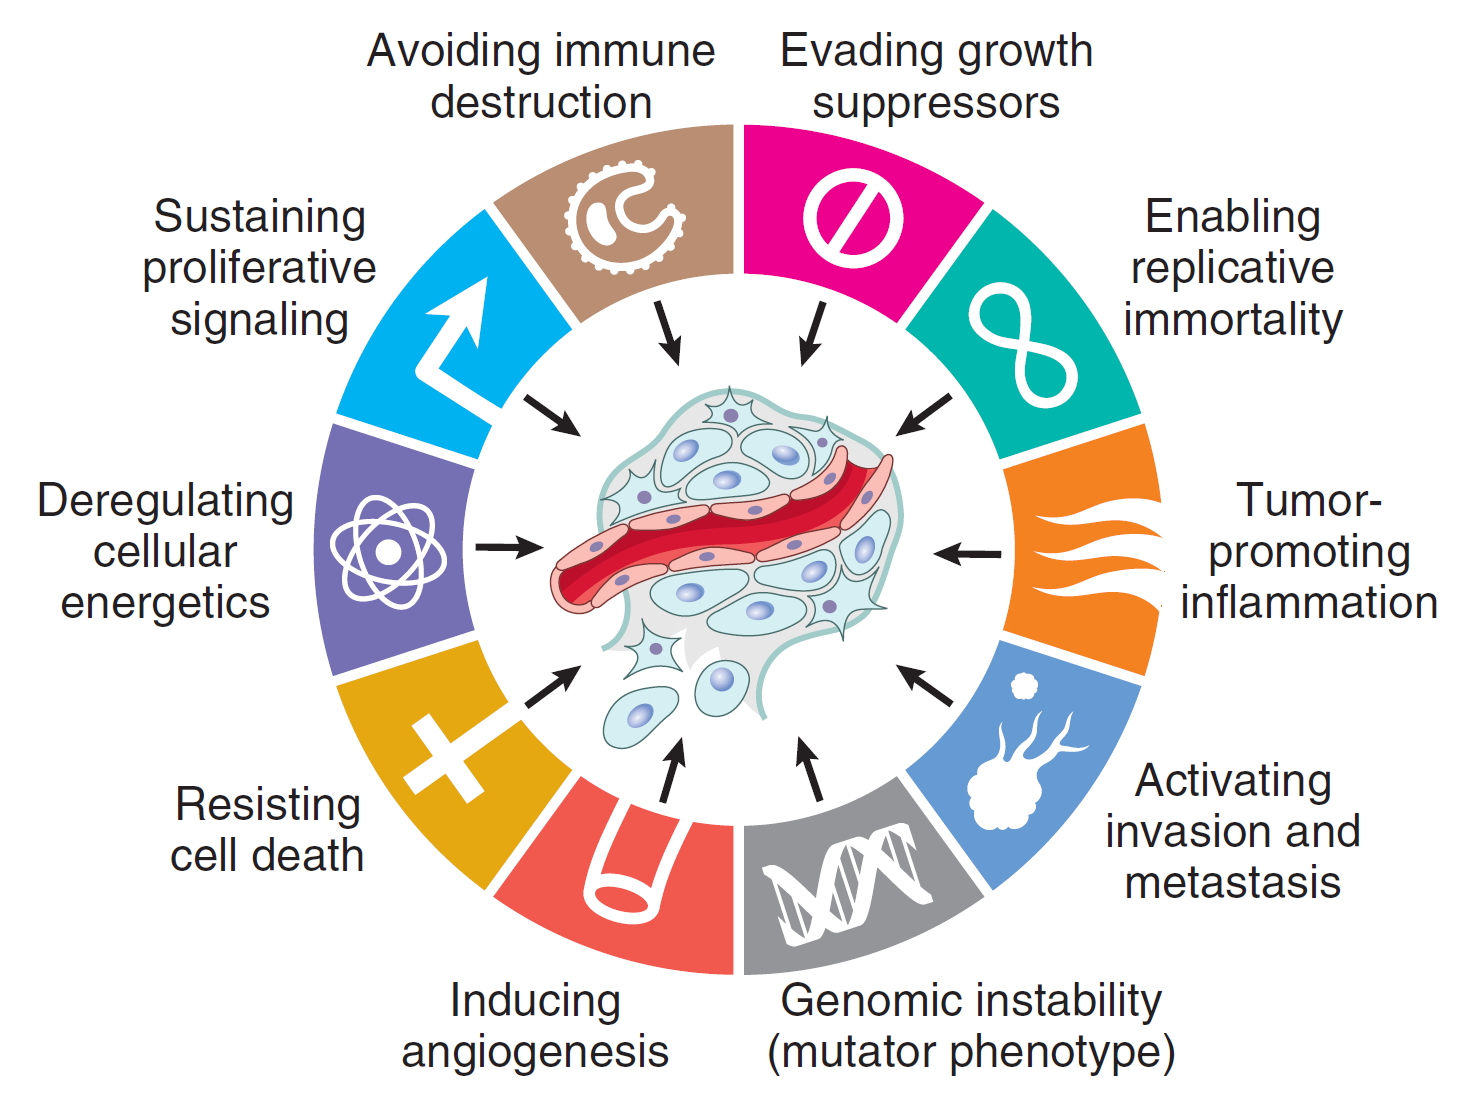 Avoiding immune
destruction
Evading growth
suppressors
Sustaining
proliferative
signaling
Enabling
replicative
immortality
Deregulating
cellular
energetics
Tumor-
promoting
inflammation
Resisting
cell death
Activating
invasion and
metastasis
Inducing
angiogenesis
Genomic instability
(mutator phenotype)